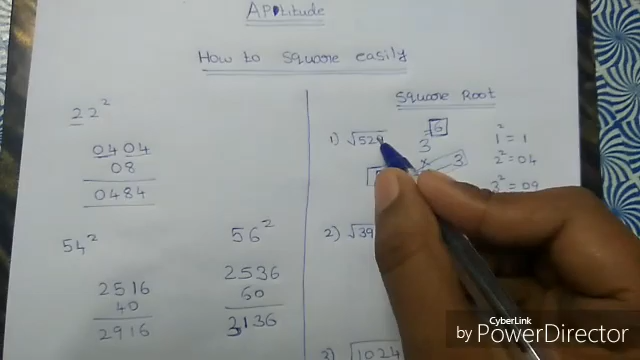 Aptitude
How to Square easily
22²
0404
08
0484
54²
2516
40
2916
56²
2536
60
3136
Square Root
1) √529
6
3
× 3
1² = 1
2² = 04
3² = 09
2) √39
3) √1024
CyberLink
by PowerDirector